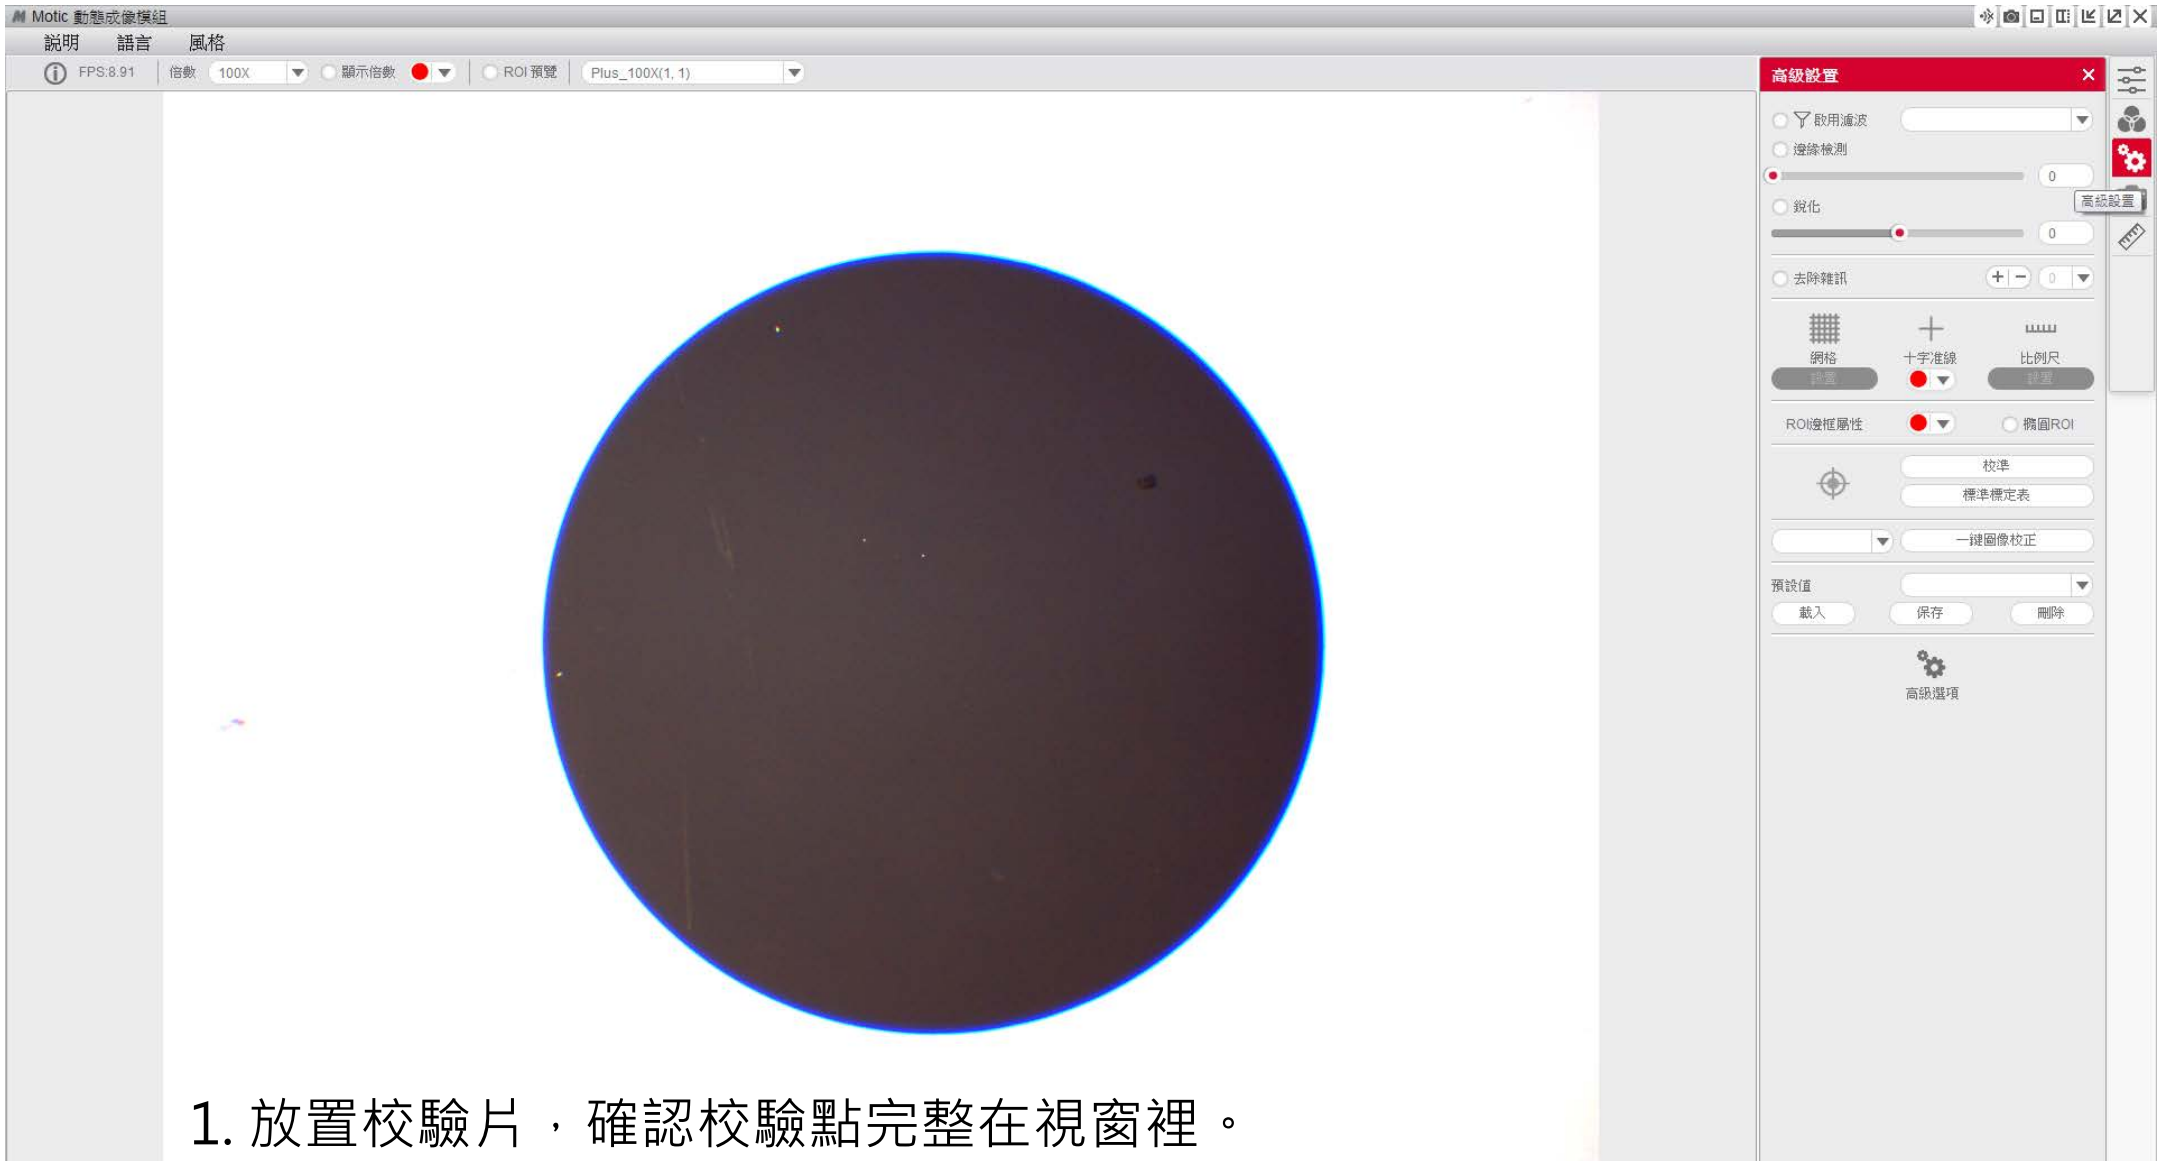 Motic 動態成像模組
說明 語言 風格
FPS:8.91 倍數 100X 顯示倍數 ROI 預覽 Plus_100X(1, 1)
高級設置
啟用濾波
邊緣檢測
0
高級設置
銳化
0
去除雜訊 0
網格 十字准線 比例尺
設置 設置
ROI邊框屬性 橢圓ROI
校準
標準標定表
一鍵圖像校正
預設值
載入 保存 刪除
高級選項
1. 放置校驗片，確認校驗點完整在視窗裡。